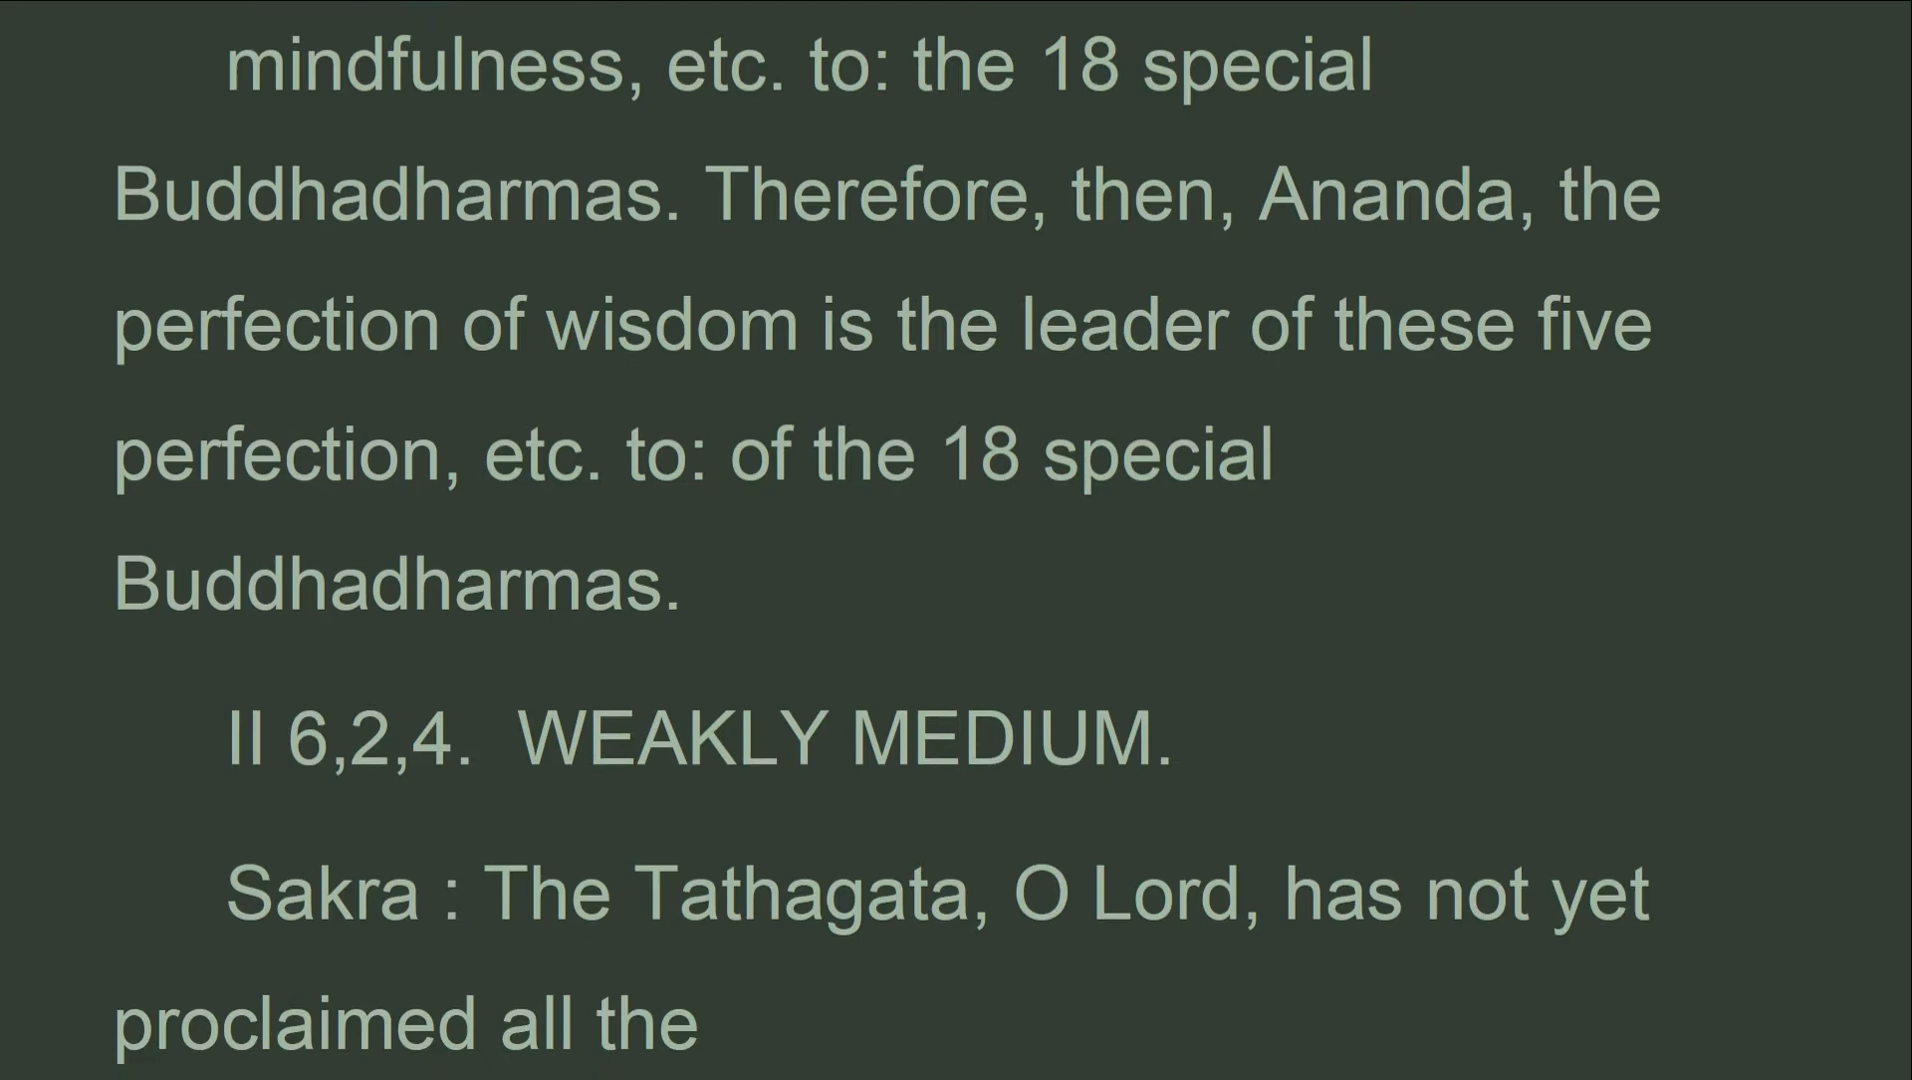 mindfulness, etc. to: the 18 special
Buddhadharmas. Therefore, then, Ananda, the
perfection of wisdom is the leader of these five
perfection, etc. to: of the 18 special
Buddhadharmas.
II 6,2,4.  WEAKLY MEDIUM.
Sakra : The Tathagata, O Lord, has not yet
proclaimed all the